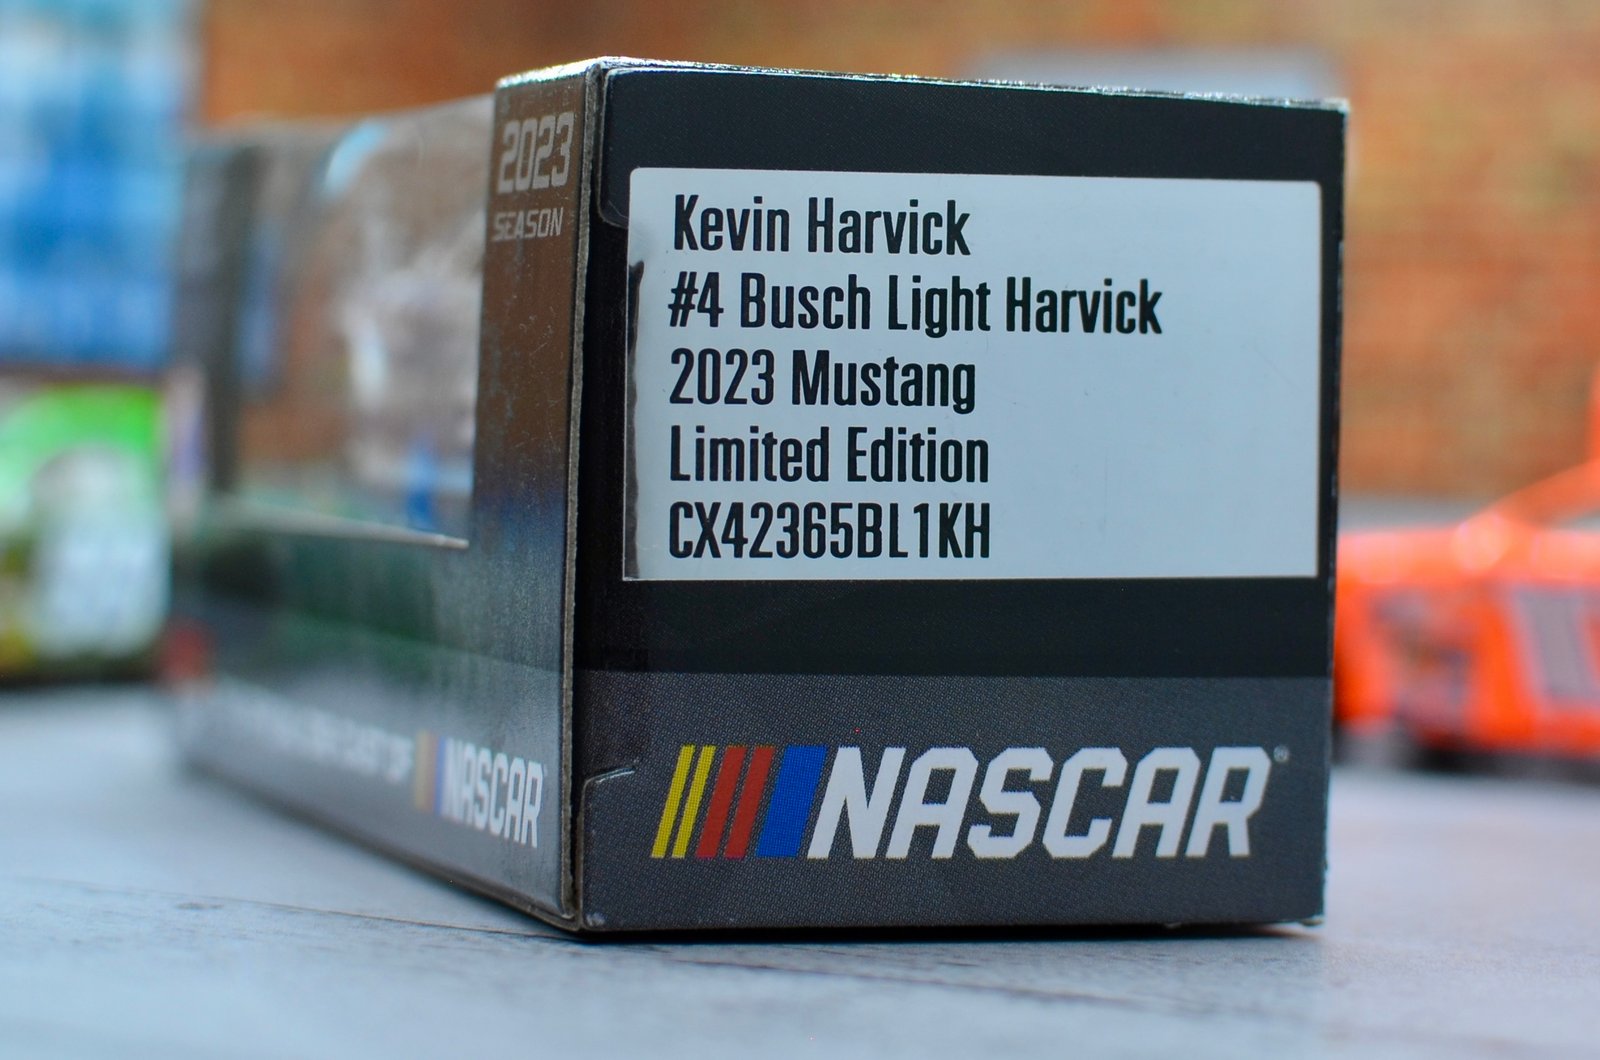 2023
SEASON
Kevin Harvick
#4 Busch Light Harvick
2023 Mustang
Limited Edition
CX42365BL1KH
NASCAR
NASCAR®